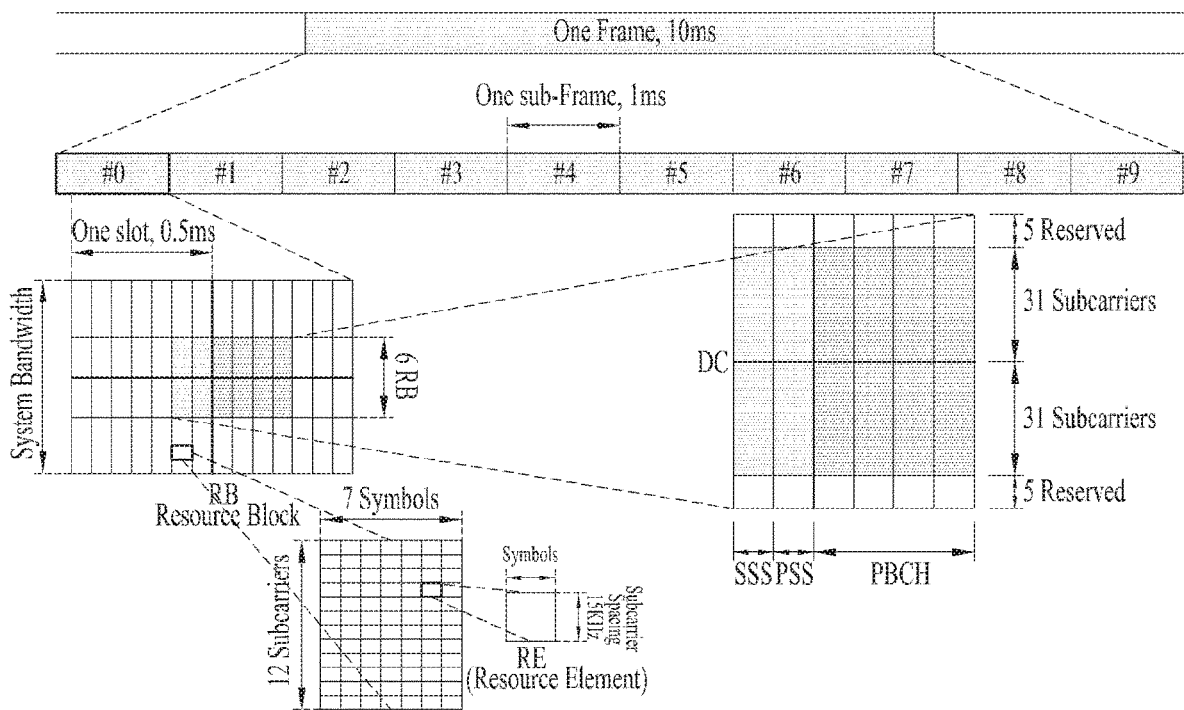 One Frame, 10ms
One sub-Frame, 1ms
#0 #1 #2 #3 #4 #5 #6 #7 #8 #9
One slot, 0.5ms
System Bandwidth
6 RB
RB
Resource Block
7 Symbols
12 Subcarriers
Symbols
Subcarrier
Spacing
15KHz
RE
(Resource Element)
5 Reserved
31 Subcarriers
DC
31 Subcarriers
5 Reserved
SSS PSS PBCH